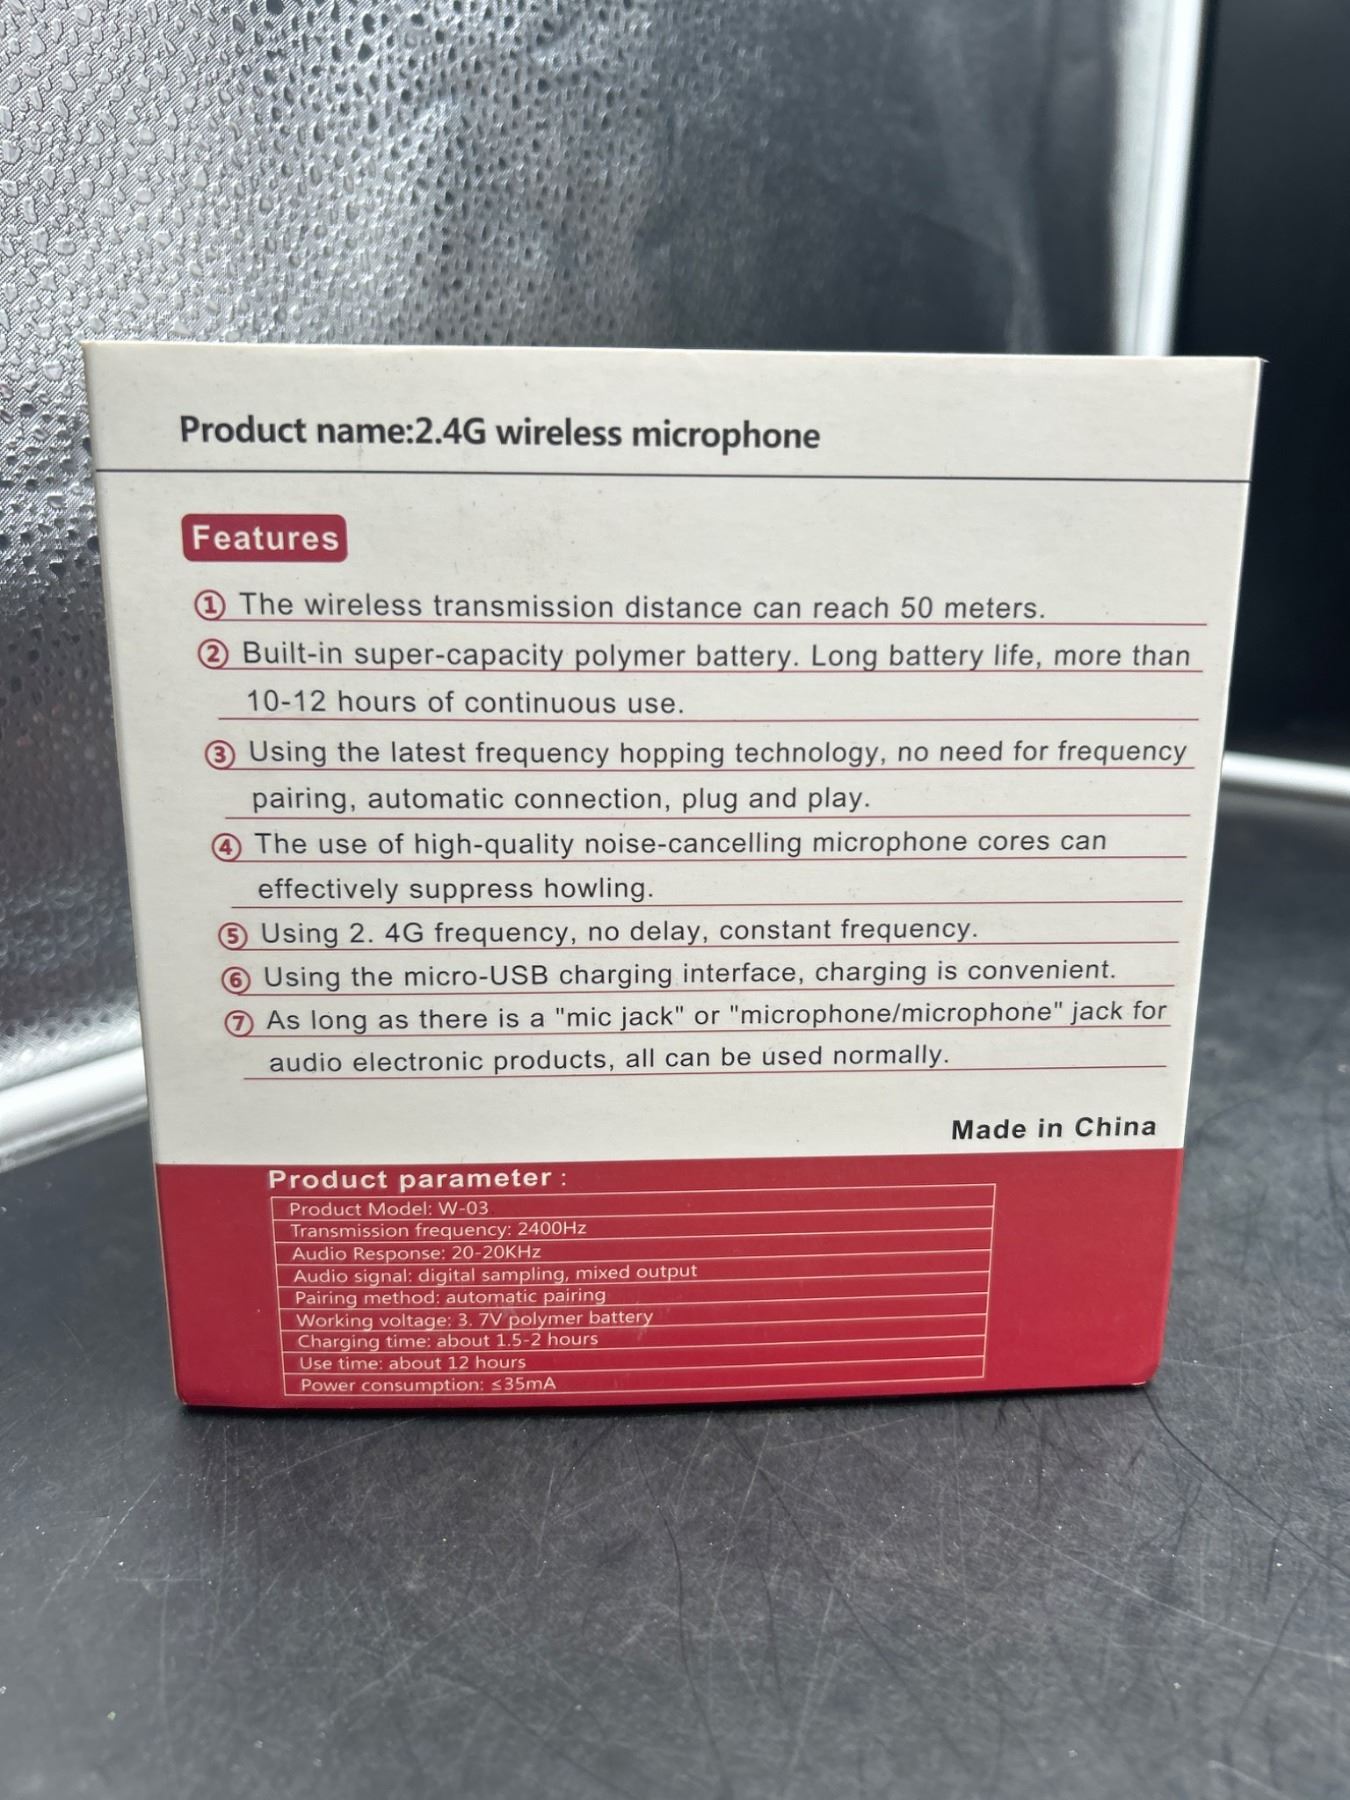 Product name:2.4G wireless microphone
Features
① The wireless transmission distance can reach 50 meters.
② Built-in super-capacity polymer battery. Long battery life, more than
10-12 hours of continuous use.
③ Using the latest frequency hopping technology, no need for frequency
pairing, automatic connection, plug and play.
④ The use of high-quality noise-cancelling microphone cores can
effectively suppress howling.
⑤ Using 2. 4G frequency, no delay, constant frequency.
⑥ Using the micro-USB charging interface, charging is convenient.
⑦ As long as there is a "mic jack" or "microphone/microphone" jack for
audio electronic products, all can be used normally.
Made in China
Product parameter :
Product Model: W-03
Transmission frequency: 2400Hz
Audio Response: 20-20KHz
Audio signal: digital sampling, mixed output
Pairing method: automatic pairing
Working voltage: 3. 7V polymer battery
Charging time: about 1.5-2 hours
Use time: about 12 hours
Power consumption: ≤35mA